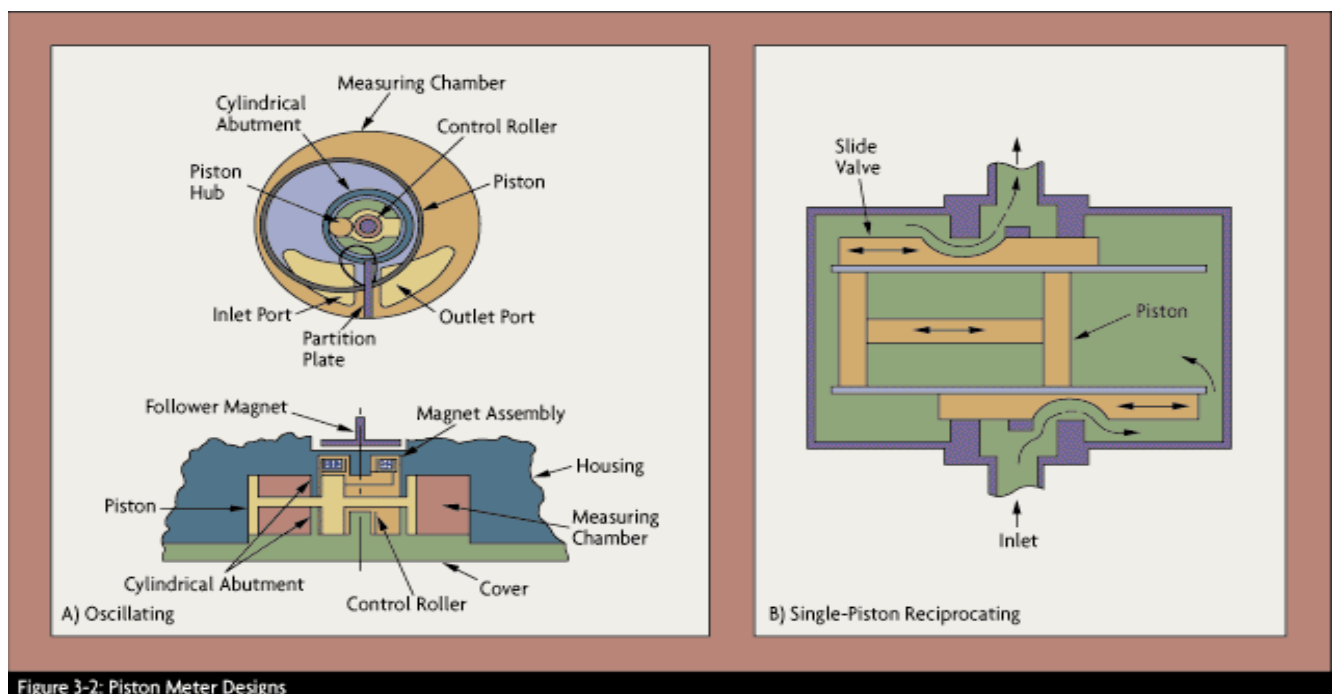 Measuring Chamber
Cylindrical
Abutment
Control Roller
Piston
Hub
Piston
Inlet Port
Outlet Port
Partition
Plate
Follower Magnet
Magnet Assembly
Housing
Piston
Measuring
Chamber
Cylindrical Abutment
Control Roller
Cover
A) Oscillating
Slide
Valve
Piston
Inlet
B) Single-Piston Reciprocating
Figure 3-2: Piston Meter Designs